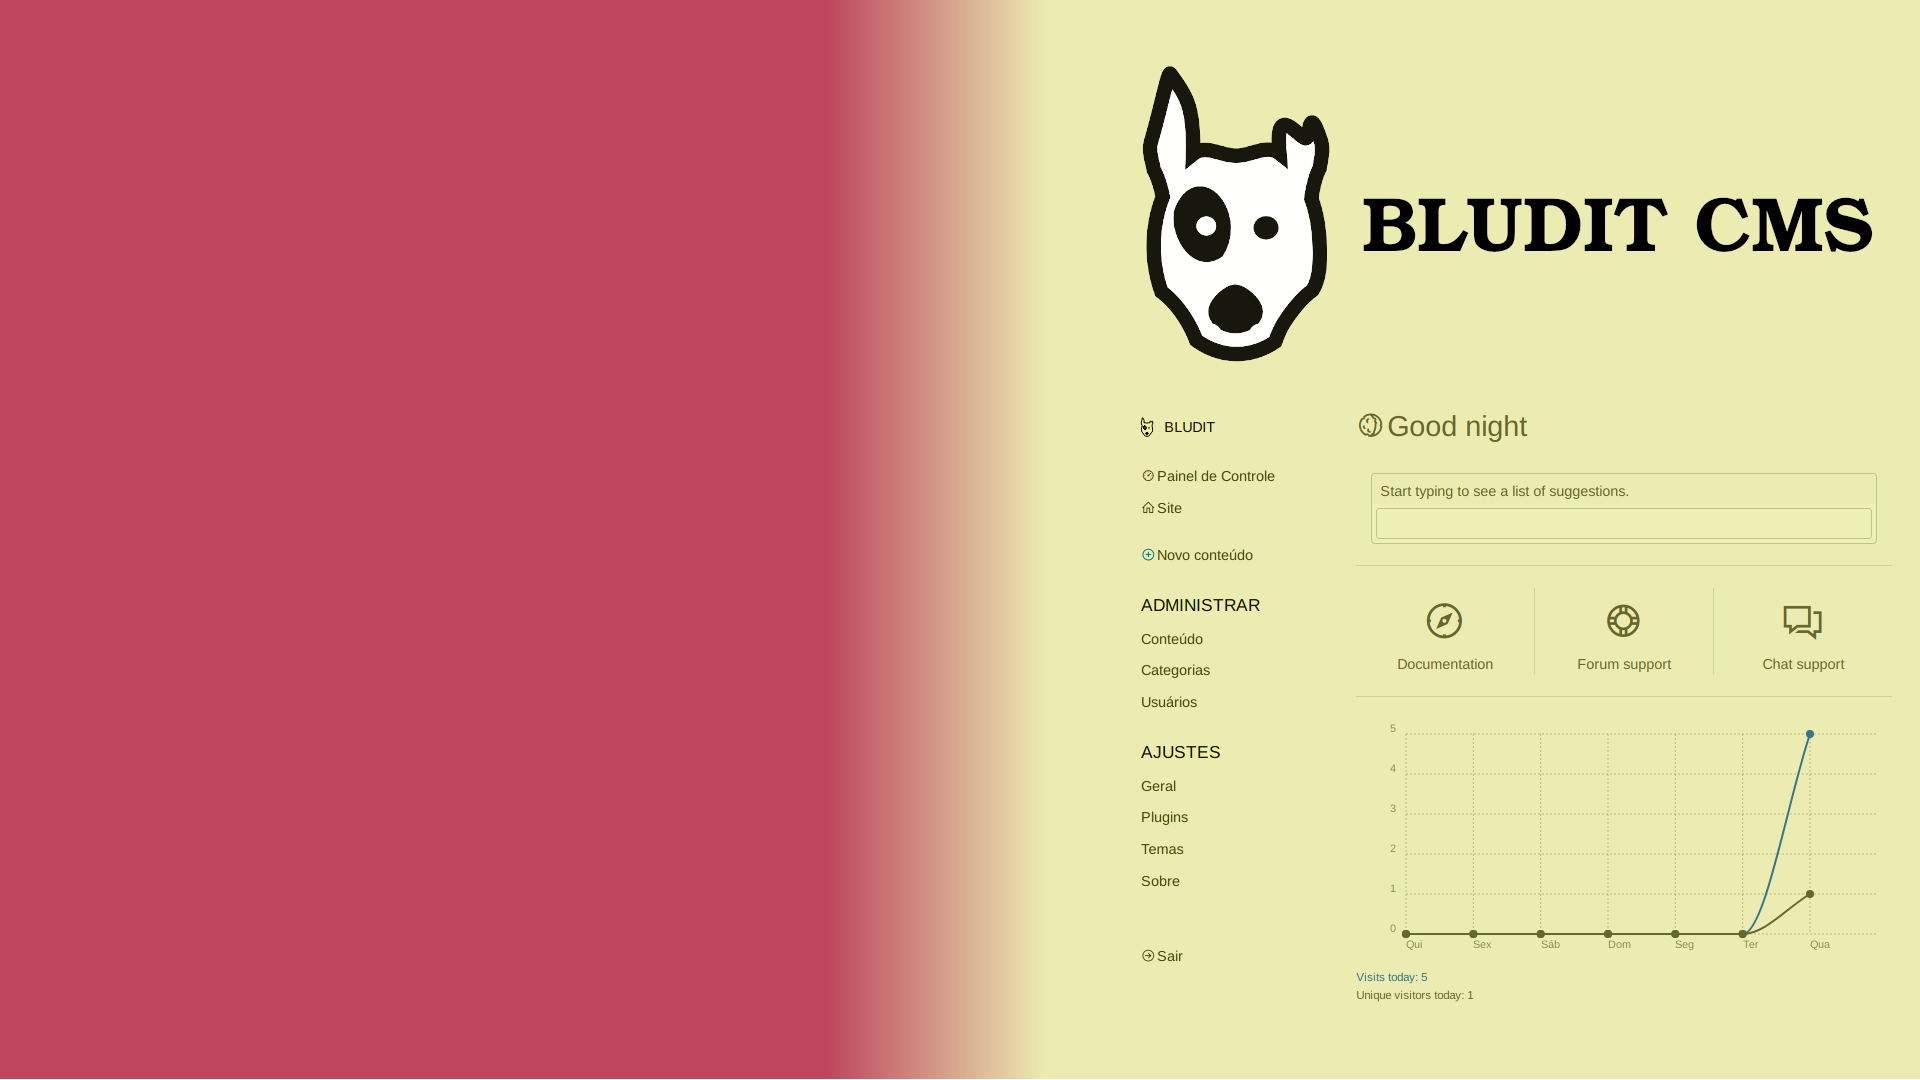 BLUDIT CMS
BLUDIT
Painel de Controle
Site
Novo conteúdo
ADMINISTRAR
Conteúdo
Categorias
Usuários
AJUSTES
Geral
Plugins
Temas
Sobre
Sair
Good night
Start typing to see a list of suggestions.
Documentation
Forum support
Chat support
5
4
3
2
1
0
Qui Sex Sáb Dom Seg Ter Qua
Visits today: 5
Unique visitors today: 1